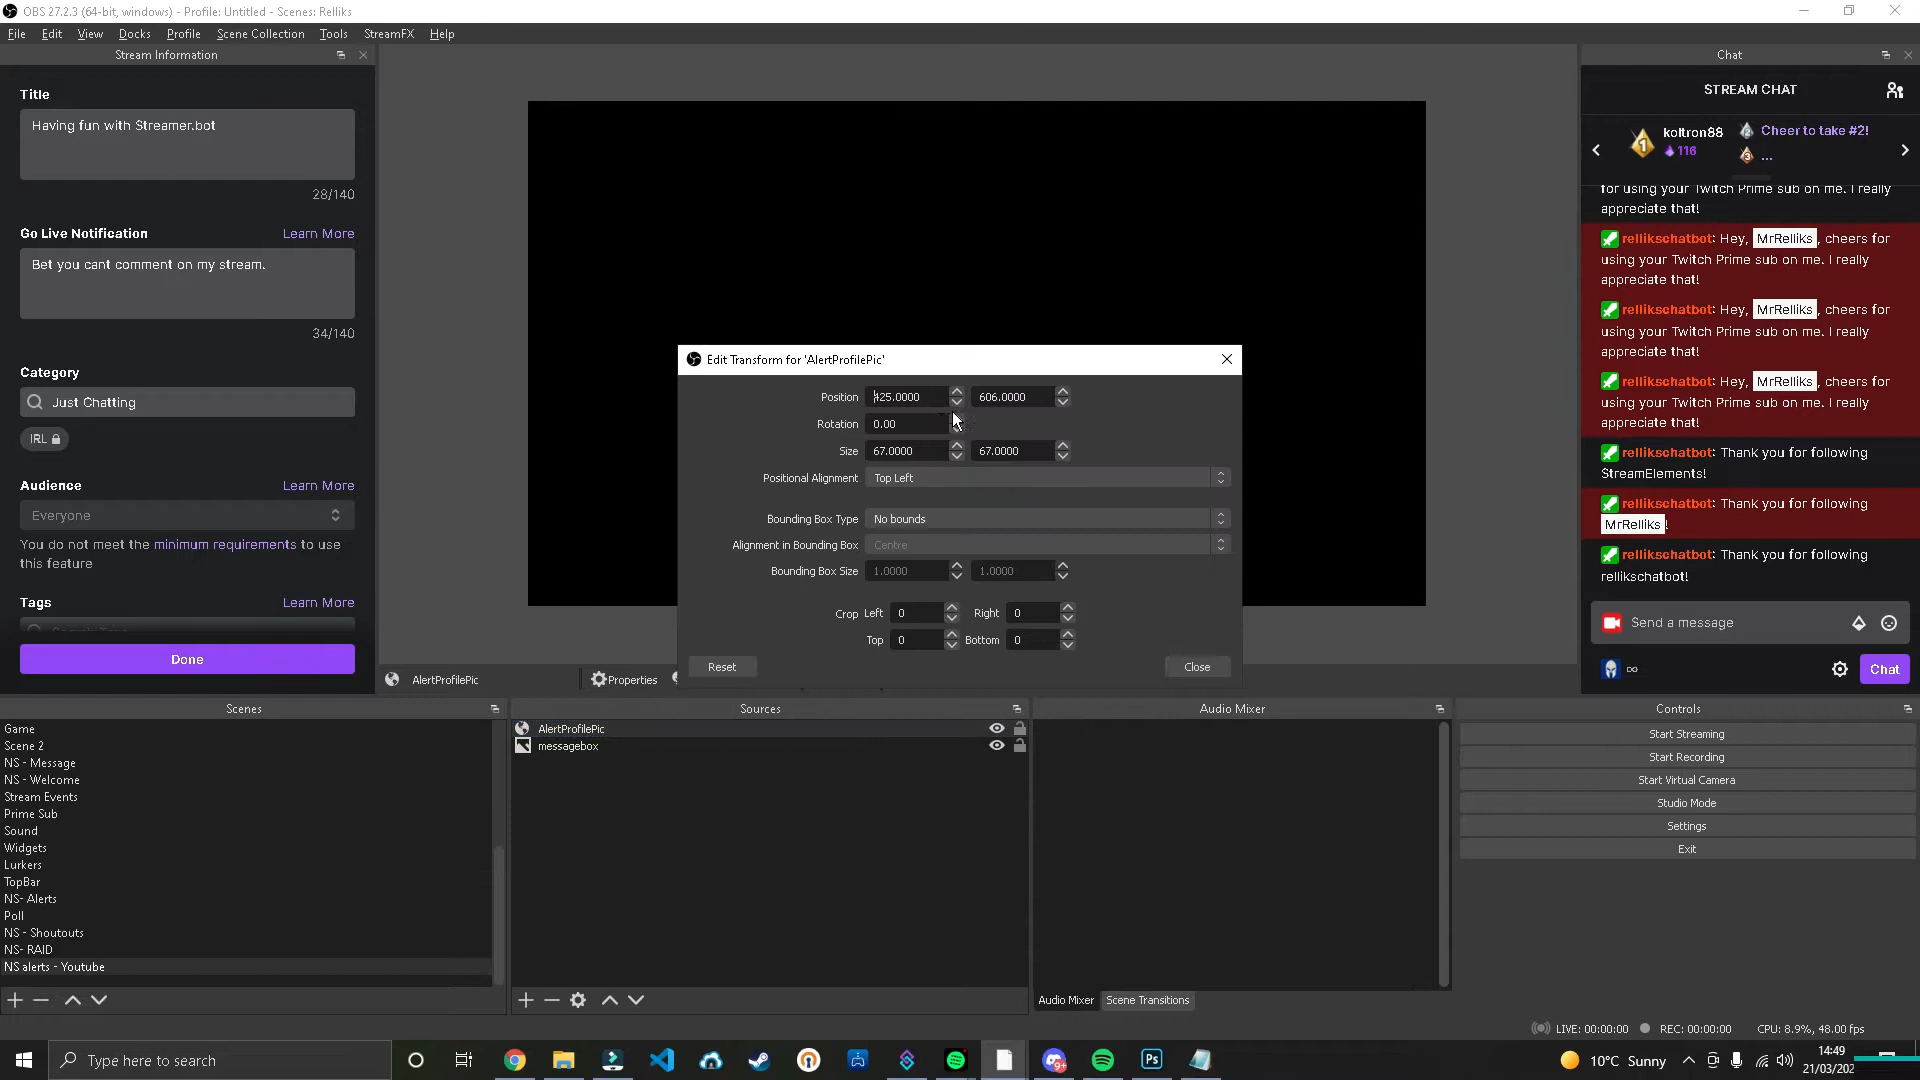 OBS 27.2.3 (64-bit, windows) - Profile: Untitled - Scenes: Relliks
File Edit View Docks Profile Scene Collection Tools StreamFX Help
Stream Information
Title
Having fun with Streamer.bot
28/140
Go Live Notification Learn More
Bet you cant comment on my stream.
34/140
Category
Just Chatting
IRL
Audience Learn More
Everyone
You do not meet the minimum requirements to use
this feature
Tags Learn More
Done
Edit Transform for 'AlertProfilePic'
Position 425.0000 606.0000
Rotation 0.00
Size 67.0000 67.0000
Positional Alignment Top Left
Bounding Box Type No bounds
Alignment in Bounding Box Centre
Bounding Box Size 1.0000 1.0000
Crop Left 0 Right 0
Top 0 Bottom 0
Reset Close
AlertProfilePic Properties
Chat
STREAM CHAT
1 koltron88 2 Cheer to take #2!
116 3 ...
for using your Twitch Prime sub on me. I really
appreciate that!
rellikschatbot: Hey, MrRelliks, cheers for
using your Twitch Prime sub on me. I really
appreciate that!
rellikschatbot: Hey, MrRelliks, cheers for
using your Twitch Prime sub on me. I really
appreciate that!
rellikschatbot: Hey, MrRelliks, cheers for
using your Twitch Prime sub on me. I really
appreciate that!
rellikschatbot: Thank you for following
StreamElements!
rellikschatbot: Thank you for following
MrRelliks!
rellikschatbot: Thank you for following
rellikschatbot!
Send a message
∞ Chat
Scenes
Game
Scene 2
NS - Message
NS - Welcome
Stream Events
Prime Sub
Sound
Widgets
Lurkers
TopBar
NS- Alerts
Poll
NS - Shoutouts
NS- RAID
NS alerts - Youtube
Sources
AlertProfilePic
messagebox
Audio Mixer
Audio Mixer Scene Transitions
Controls
Start Streaming
Start Recording
Start Virtual Camera
Studio Mode
Settings
Exit
LIVE: 00:00:00 REC: 00:00:00 CPU: 8.9%, 48.00 fps
Type here to search
Ps
10°C Sunny
14:49
21/03/202